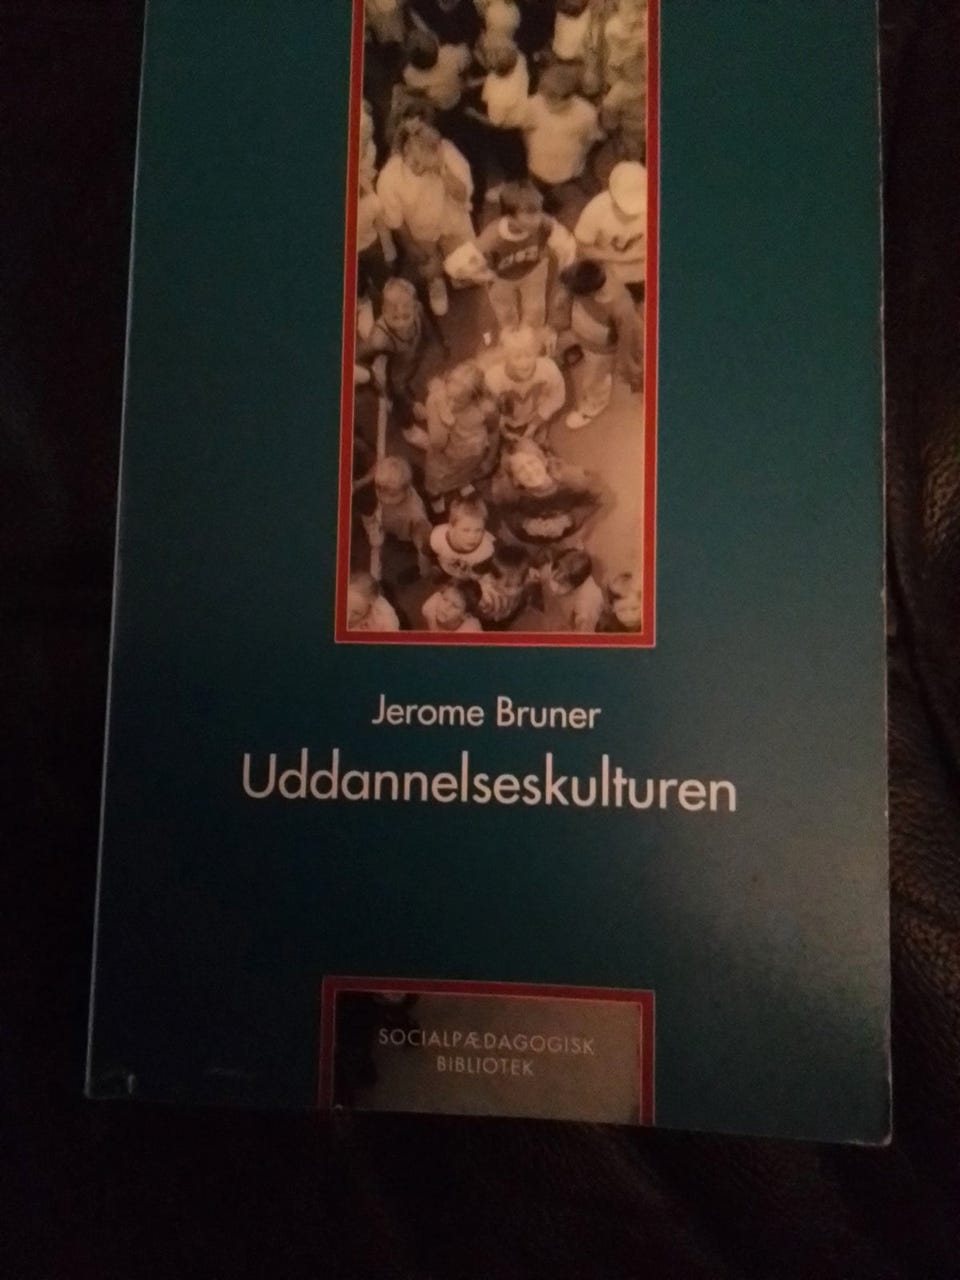 Jerome Bruner
Uddannelseskulturen
SOCIALPÆDAGOGISK
BIBLIOTEK